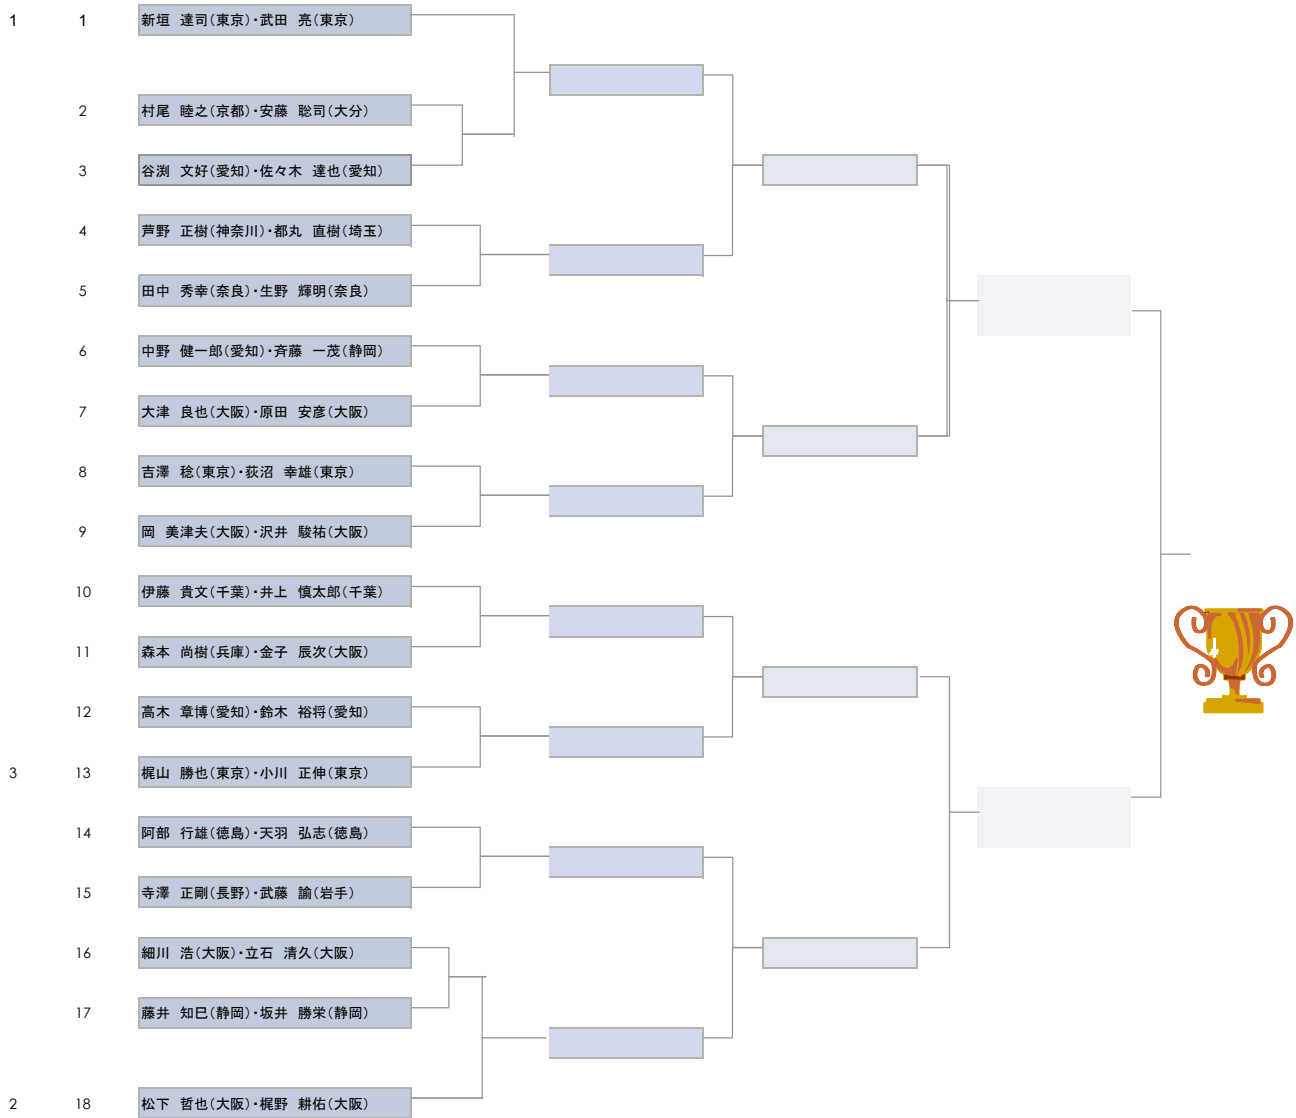 1 1 新垣 達司(東京)・武田 亮(東京)
2 村尾 睦之(京都)・安藤 聡司(大分)
3 谷渕 文好(愛知)・佐々木 達也(愛知)
4 芦野 正樹(神奈川)・都丸 直樹(埼玉)
5 田中 秀幸(奈良)・生野 輝明(奈良)
6 中野 健一郎(愛知)・斉藤 一茂(静岡)
7 大津 良也(大阪)・原田 安彦(大阪)
8 吉澤 稔(東京)・荻沼 幸雄(東京)
9 岡 美津夫(大阪)・沢井 駿祐(大阪)
10 伊藤 貴文(千葉)・井上 慎太郎(千葉)
11 森本 尚樹(兵庫)・金子 辰次(大阪)
12 高木 章博(愛知)・鈴木 裕将(愛知)
3 13 梶山 勝也(東京)・小川 正伸(東京)
14 阿部 行雄(徳島)・天羽 弘志(徳島)
15 寺澤 正剛(長野)・武藤 諭(岩手)
16 細川 浩(大阪)・立石 清久(大阪)
17 藤井 知巳(静岡)・坂井 勝栄(静岡)
2 18 松下 哲也(大阪)・梶野 耕佑(大阪)